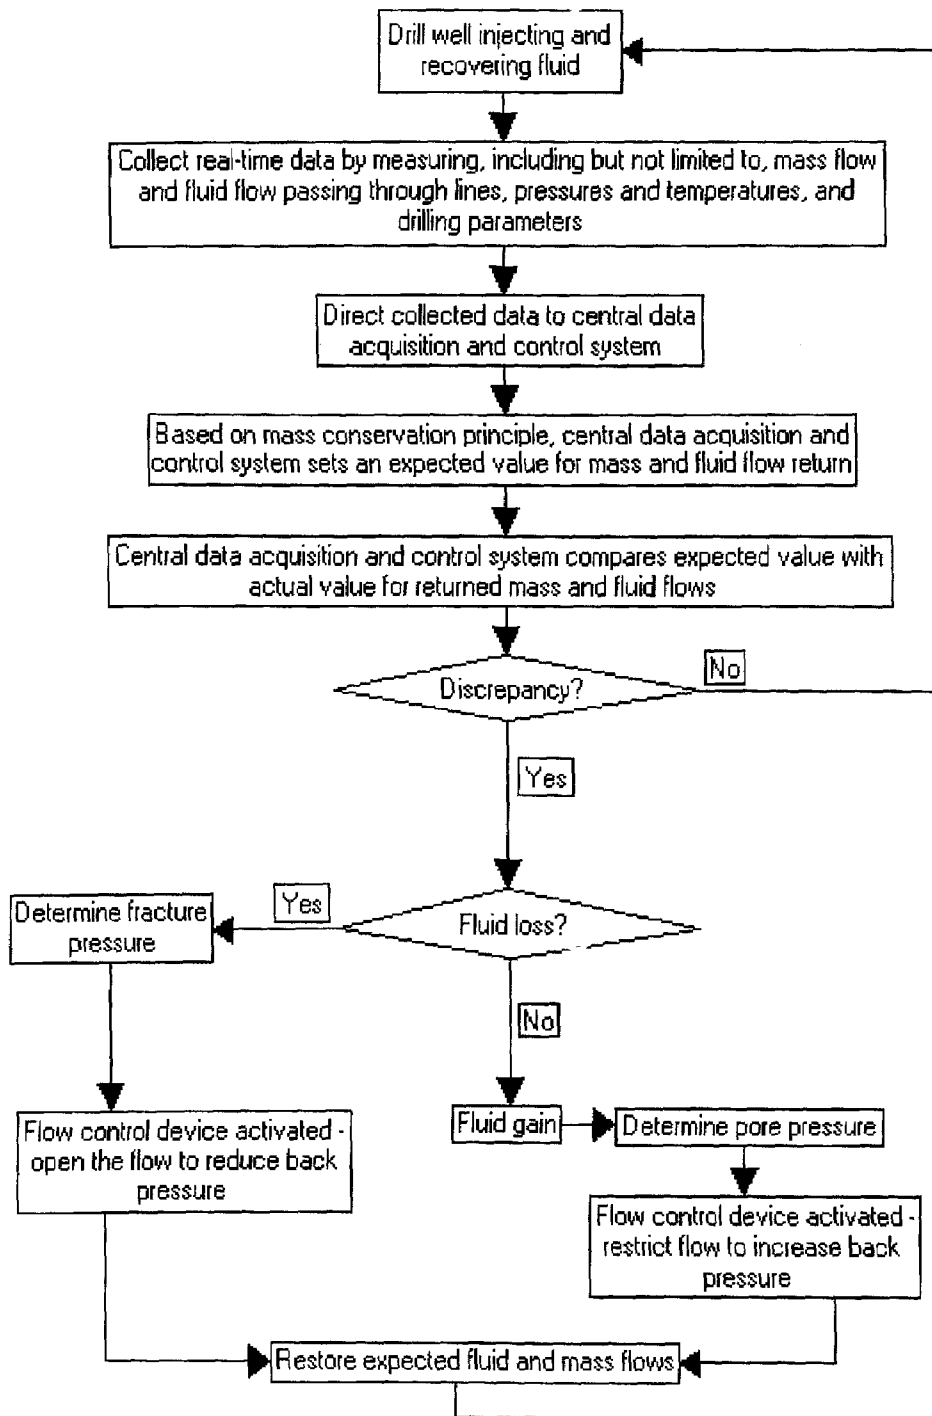 Drill well injecting and
recovering fluid
Collect real-time data by measuring, including but not limited to, mass flow
and fluid flow passing through lines, pressures and temperatures, and
drilling parameters
Direct collected data to central data
acquisition and control system
Based on mass conservation principle, central data acquisition and
control system sets an expected value for mass and fluid flow return
Central data acquisition and control system compares expected value with
actual value for returned mass and fluid flows
Discrepancy?
No
Yes
Fluid loss?
Yes
Determine fracture
pressure
No
Flow control device activated -
open the flow to reduce back
pressure
Fluid gain
Determine pore pressure
Flow control device activated -
restrict flow to increase back
pressure
Restore expected fluid and mass flows